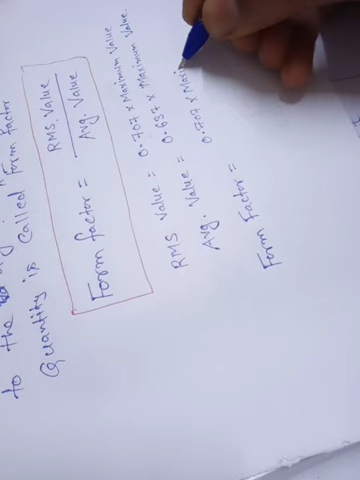 to the
Quantity is called form factor
Form factor = RMS Value
Avg. Value
RMS Value = 0.707 x Maximum Value
Avg. Value = 0.637 x Maximum Value.
Form Factor = 0.707 x Maxi